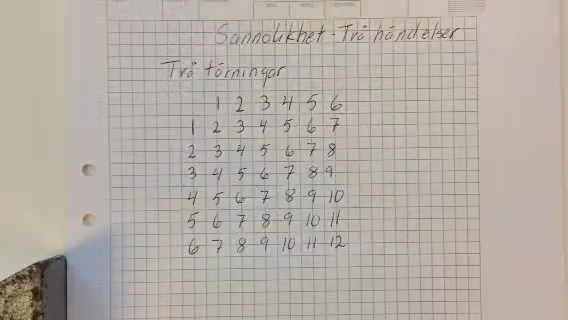 Sannolikhet - Två händelser
Två tärningar
1 2 3 4 5 6
1 2 3 4 5 6 7
2 3 4 5 6 7 8
3 4 5 6 7 8 9
4 5 6 7 8 9 10
5 6 7 8 9 10 11
6 7 8 9 10 11 12